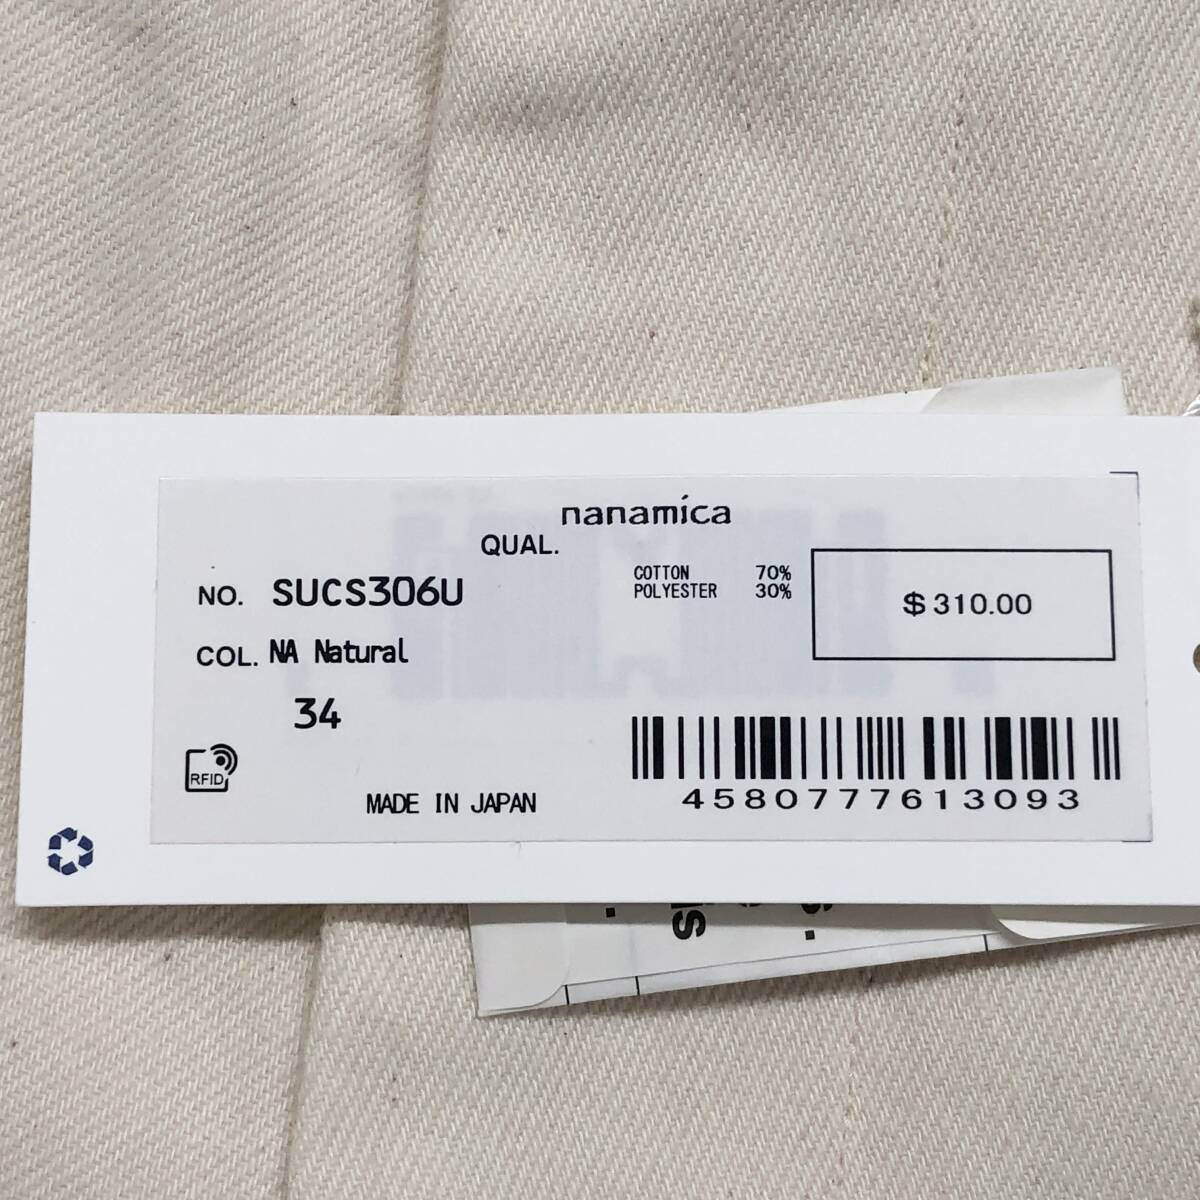 nanamica
QUAL.
COTTON 70%
POLYESTER 30%
$ 310.00
NO. SUCS306U
COL. NA Natural
34
RFID
MADE IN JAPAN
4580777613093